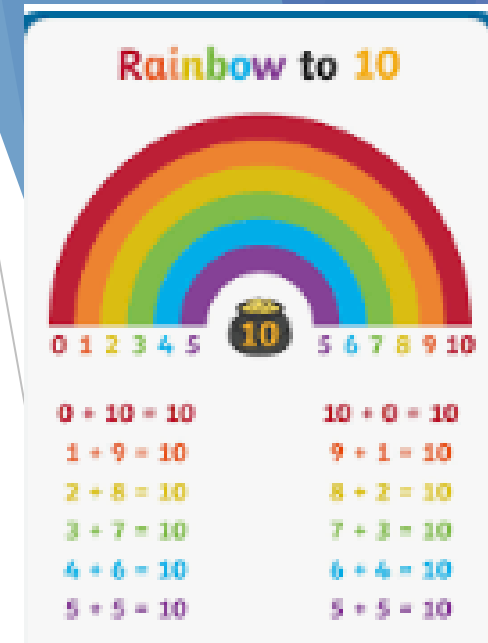 Rainbow to 10
0 1 2 3 4 5 10 5 6 7 8 9 10
0 + 10 = 10 10 + 0 = 10
1 + 9 = 10 9 + 1 = 10
2 + 8 = 10 8 + 2 = 10
3 + 7 = 10 7 + 3 = 10
4 + 6 = 10 6 + 4 = 10
5 + 5 = 10 5 + 5 = 10